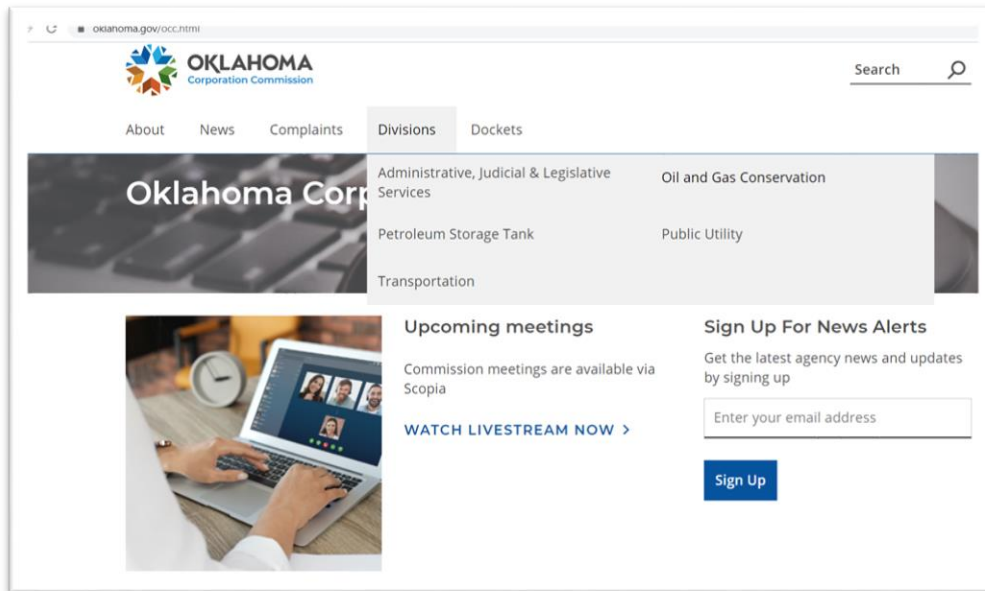 oklahoma.gov/occ.html
OKLAHOMA
Corporation Commission
Search
About News Complaints Divisions Dockets
Oklahoma
Administrative, Judicial & Legislative
Services
Oil and Gas Conservation
Petroleum Storage Tank
Public Utility
Transportation
Upcoming meetings
Commission meetings are available via
Scopia
WATCH LIVESTREAM NOW >
Sign Up For News Alerts
Get the latest agency news and updates
by signing up
Enter your email address
Sign Up